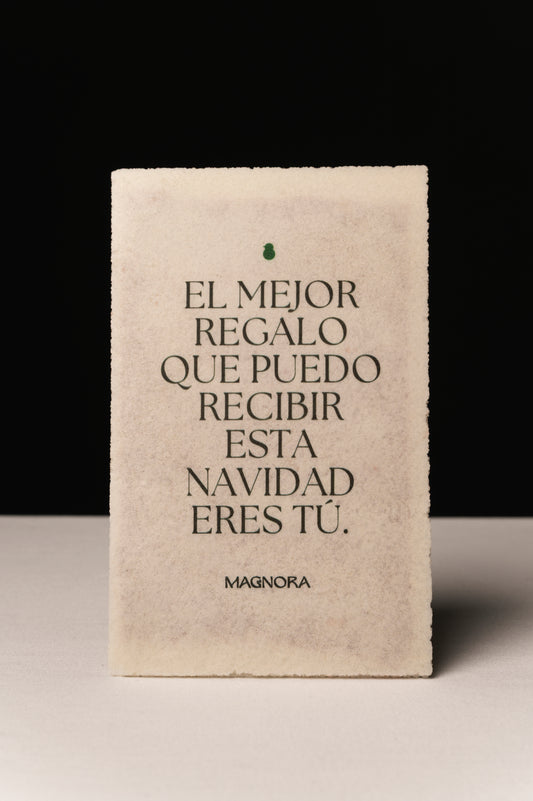 EL MEJOR
REGALO
QUE PUEDO
RECIBIR
ESTA
NAVIDAD
ERES TÚ.
MAGNORA